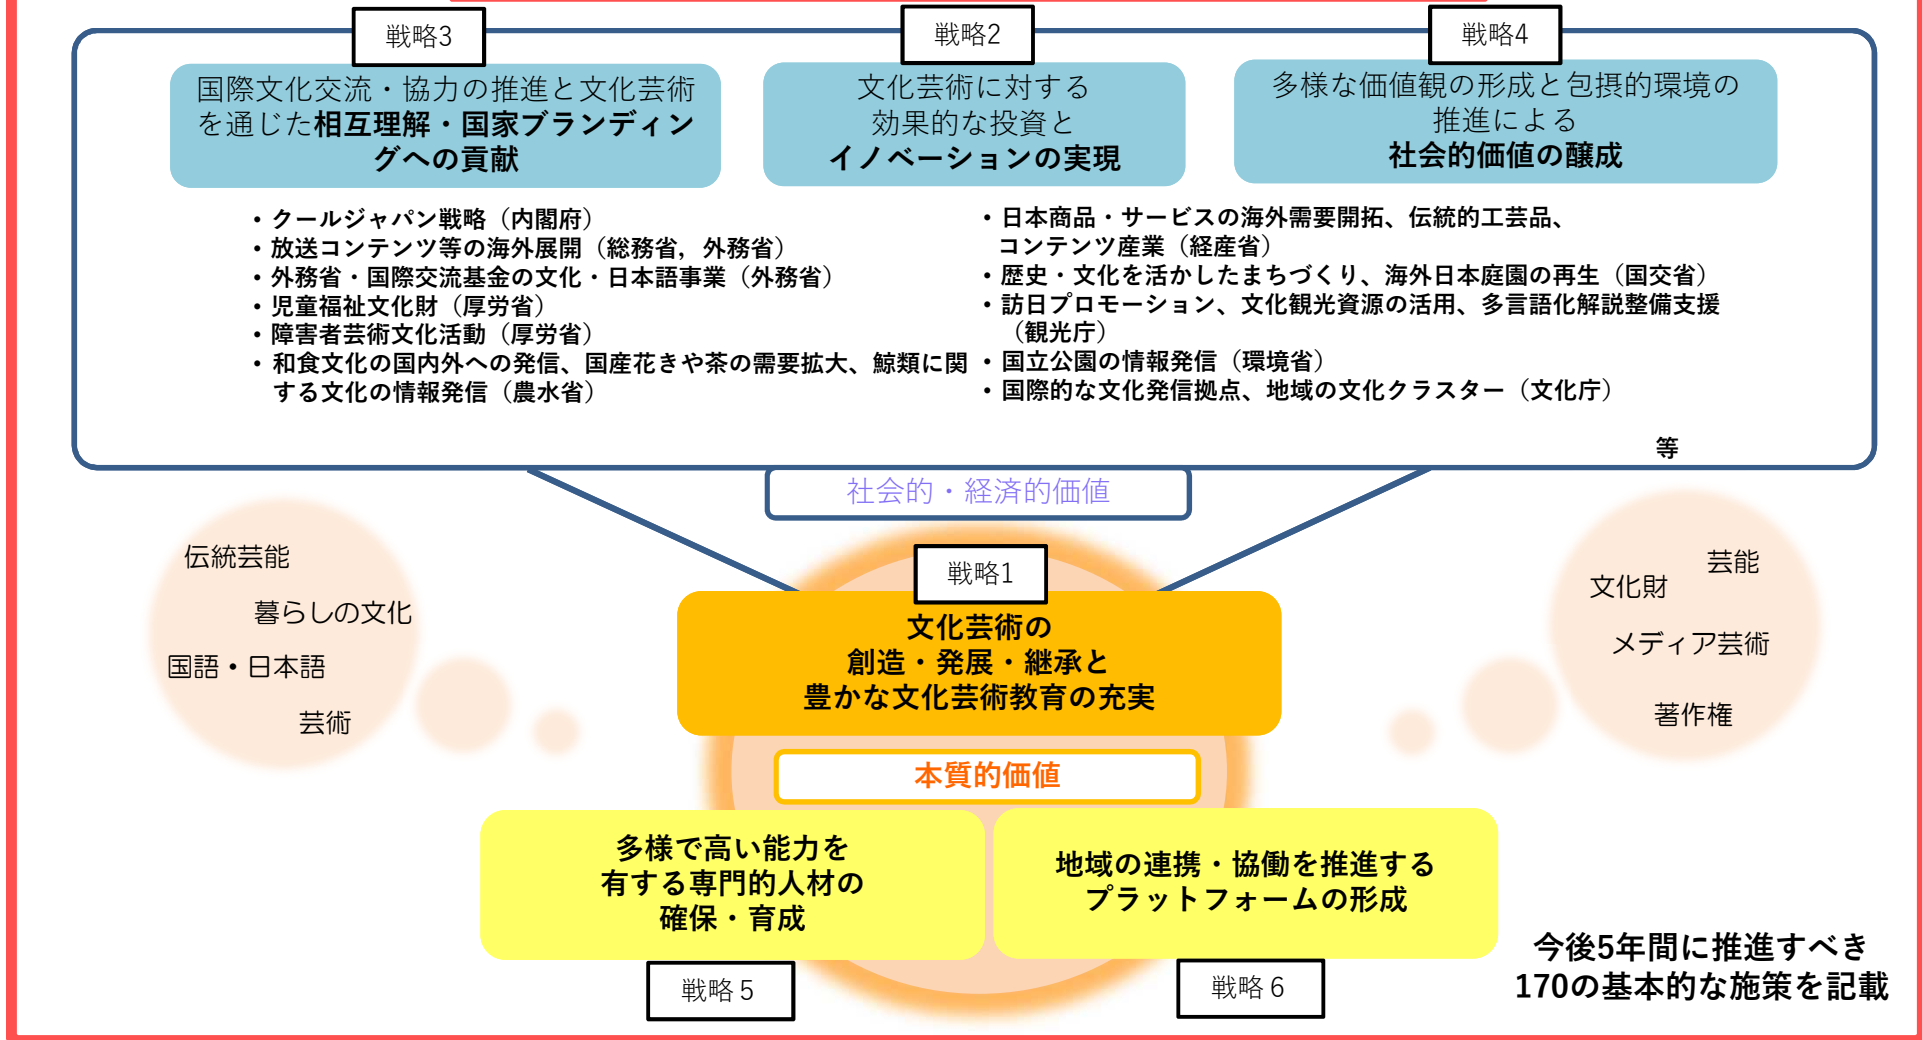 戦略3
国際文化交流・協力の推進と文化芸術
を通じた相互理解・国家ブランディン
グへの貢献
戦略2
文化芸術に対する
効果的な投資と
イノベーションの実現
戦略4
多様な価値観の形成と包摂的環境の
推進による
社会的価値の醸成
・クールジャパン戦略（内閣府）
・放送コンテンツ等の海外展開（総務省，外務省）
・外務省・国際交流基金の文化・日本語事業（外務省）
・児童福祉文化財（厚労省）
・障害者芸術文化活動（厚労省）
・和食文化の国内外への発信、国産花きや茶の需要拡大、鯨類に関
する文化の情報発信（農水省）
・日本商品・サービスの海外需要開拓、伝統的工芸品、
コンテンツ産業（経産省）
・歴史・文化を活かしたまちづくり、海外日本庭園の再生（国交省）
・訪日プロモーション、文化観光資源の活用、多言語化解説整備支援
（観光庁）
・国立公園の情報発信（環境省）
・国際的な文化発信拠点、地域の文化クラスター（文化庁）
等
社会的・経済的価値
伝統芸能
暮らしの文化
国語・日本語
芸術
戦略1
文化芸術の
創造・発展・継承と
豊かな文化芸術教育の充実
芸能
文化財
メディア芸術
著作権
本質的価値
多様で高い能力を
有する専門的人材の
確保・育成
戦略５
地域の連携・協働を推進する
プラットフォームの形成
戦略６
今後5年間に推進すべき
170の基本的な施策を記載